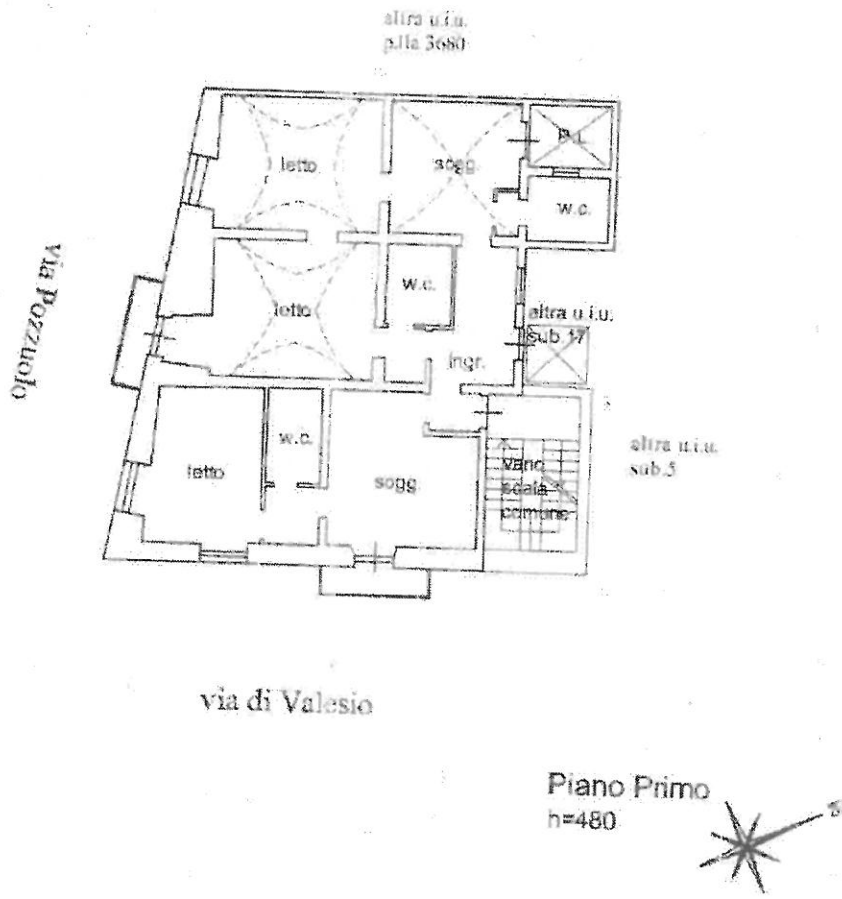 altra u.i.u.
p.lla 3680
letto
sogg.
P.I.
w.c.
via Pozzuolo
letto
w.c.
altra u.i.u.
sub.17
ingr.
letto
w.c.
sogg.
vano
scala
comune
altra u.i.u.
sub.5
via di Valesio
Piano Primo
h=480